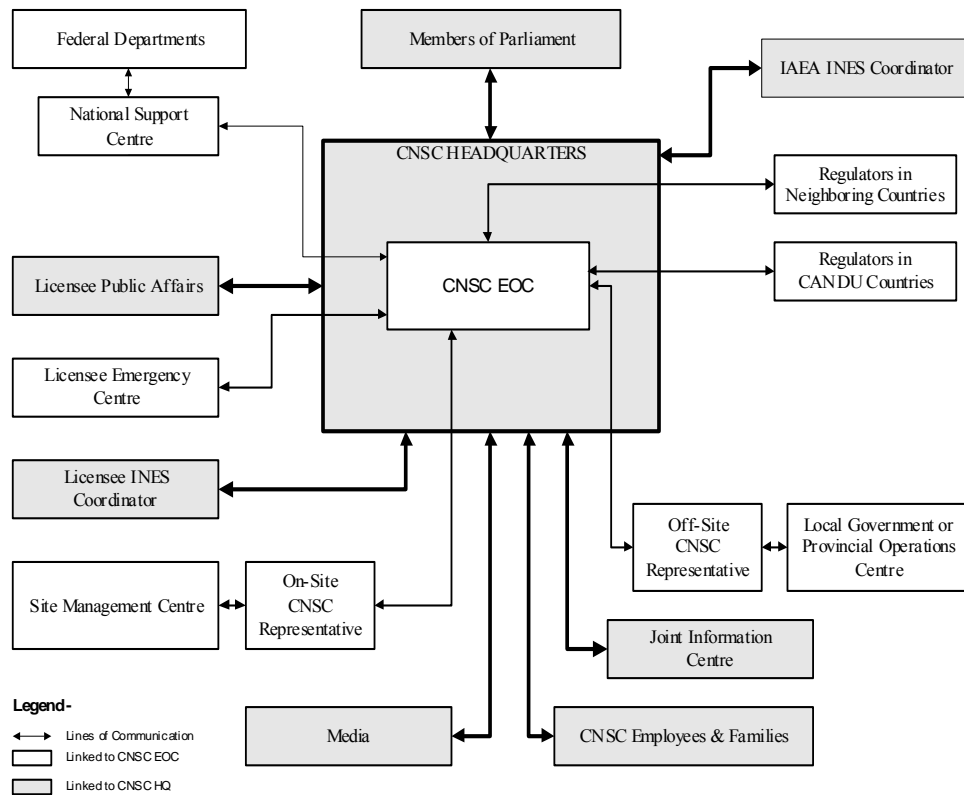 Federal Departments
Members of Parliament
IAEA INES Coordinator
National Support
Centre
CNSC HEADQUARTERS
Regulators in
Neighboring Countries
Licensee Public Affairs
CNSC EOC
Regulators in
CANDU Countries
Licensee Emergency
Centre
Licensee INES
Coordinator
Off-Site
CNSC
Representative
Local Government or
Provincial Operations
Centre
Site Management Centre
On-Site
CNSC
Representative
Joint Information
Centre
Legend-
Lines of Communication
Linked to CNSC EOC
Linked to CNSC HQ
Media
CNSC Employees & Families